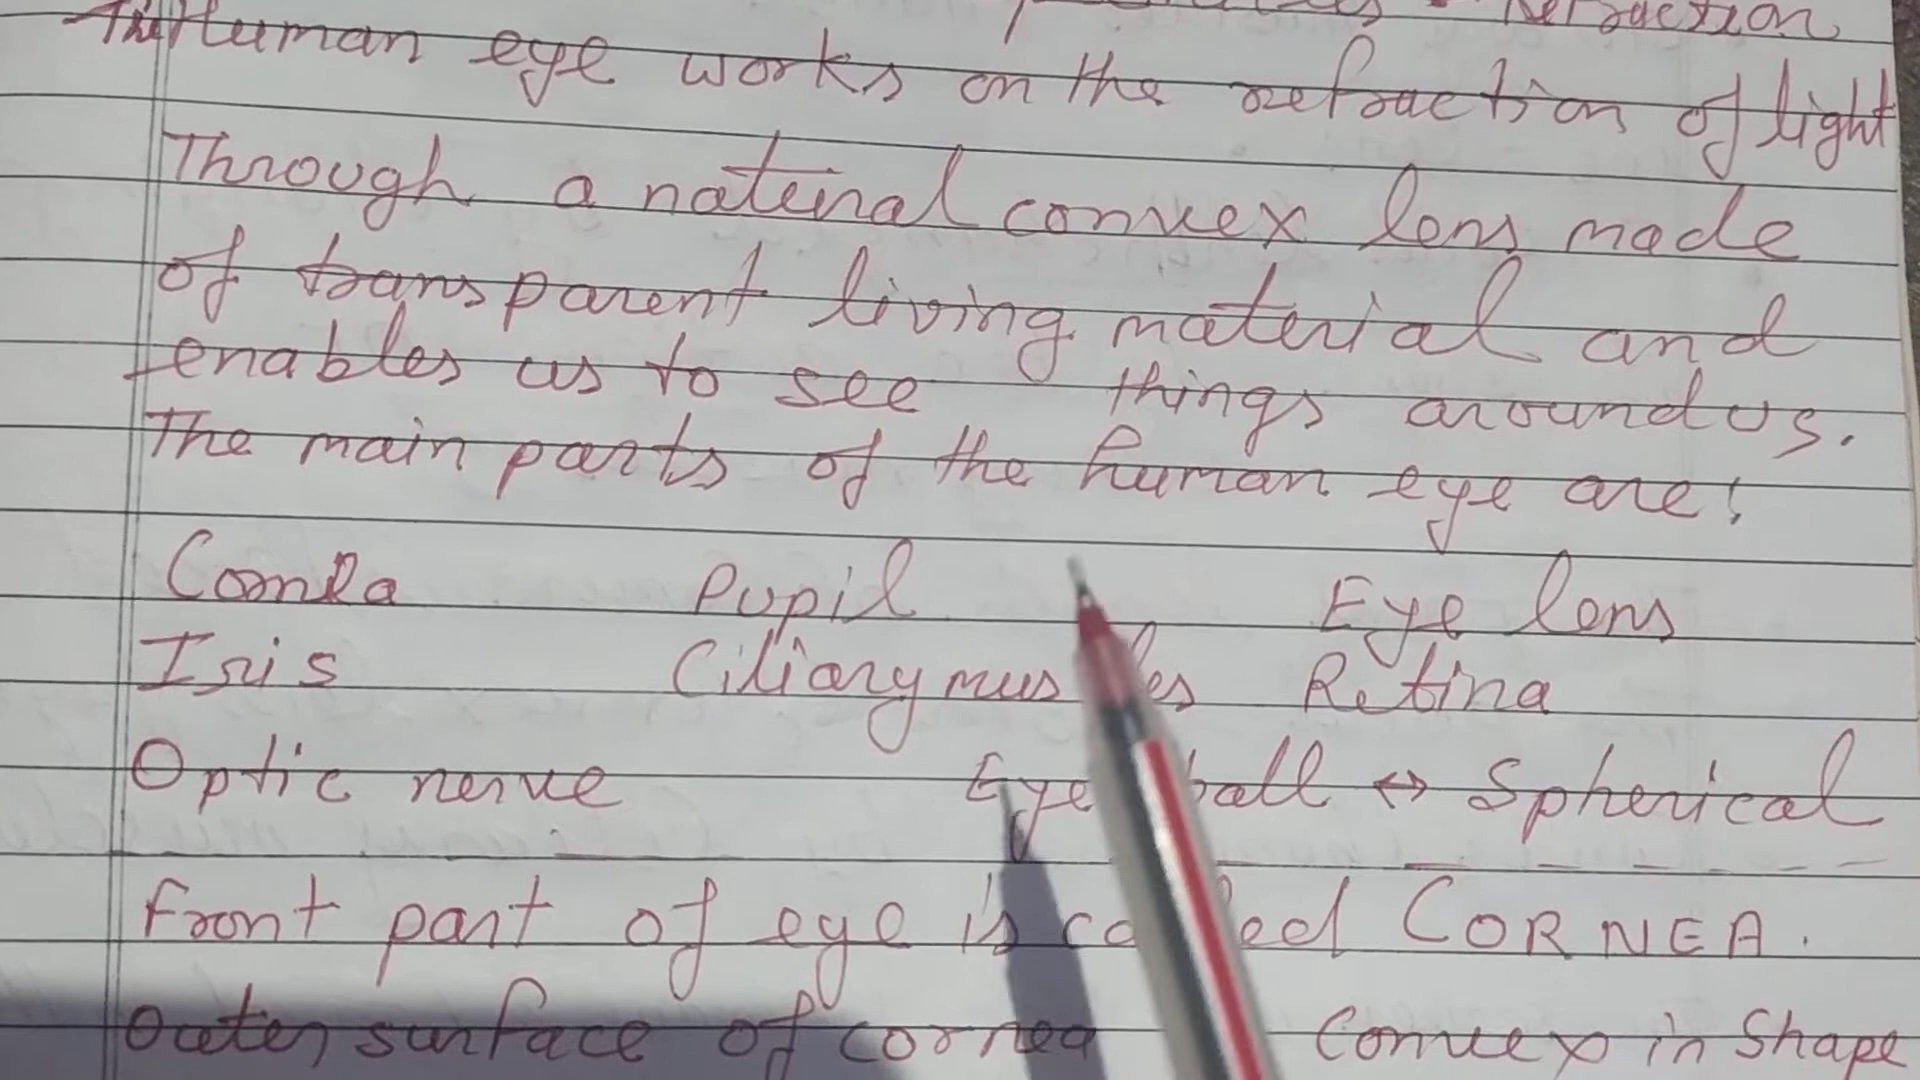 Refraction
The Human eye works on the refraction of light
Through a natural convex lens made
of transparent living material and
enables us to see things around us.
The main parts of the human eye are:
Cornea Pupil Eye lens
Iris Ciliary muscles Retina
Optic nerve Eye ball ↔ Spherical
Front part of eye is called CORNEA.
Outer surface of cornea Convex in Shape